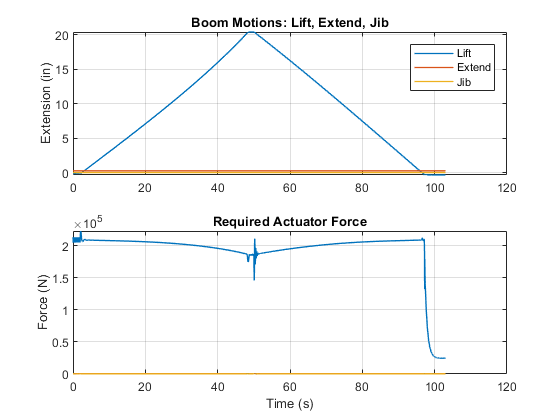 Boom Motions: Lift, Extend, Jib
Extension (in)
20
15
10
5
0
Lift
Extend
Jib
0 20 40 60 80 100 120
×10^5
Required Actuator Force
Force (N)
2
1.5
1
0.5
0
0 20 40 60 80 100 120
Time (s)